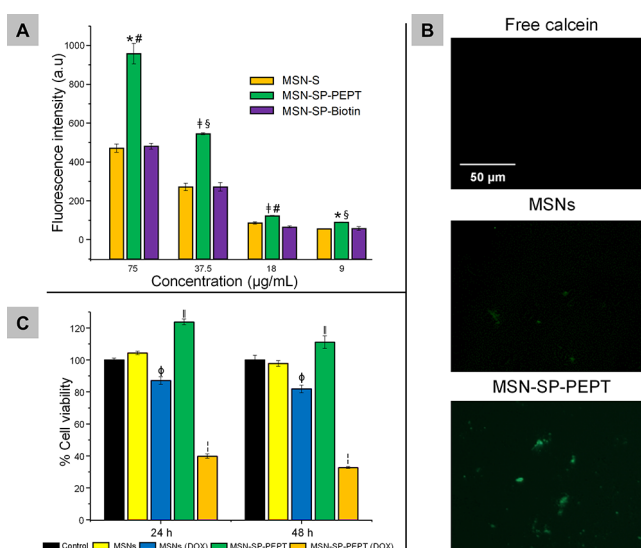 A
Fluorescence intensity (a.u)
1000
800
600
400
200
0
*#
ǂ §
ǂ #
* §
MSN-S
MSN-SP-PEPT
MSN-SP-Biotin
75
37.5
18
9
Concentration (µg/mL)
B
Free calcein
50 µm
MSNs
MSN-SP-PEPT
C
% Cell viability
120
100
80
60
40
20
0
ϕ
‖
¦
ϕ
‖
¦
24 h
48 h
Control MSNs MSNs (DOX) MSN-SP-PEPT MSN-SP-PEPT (DOX)